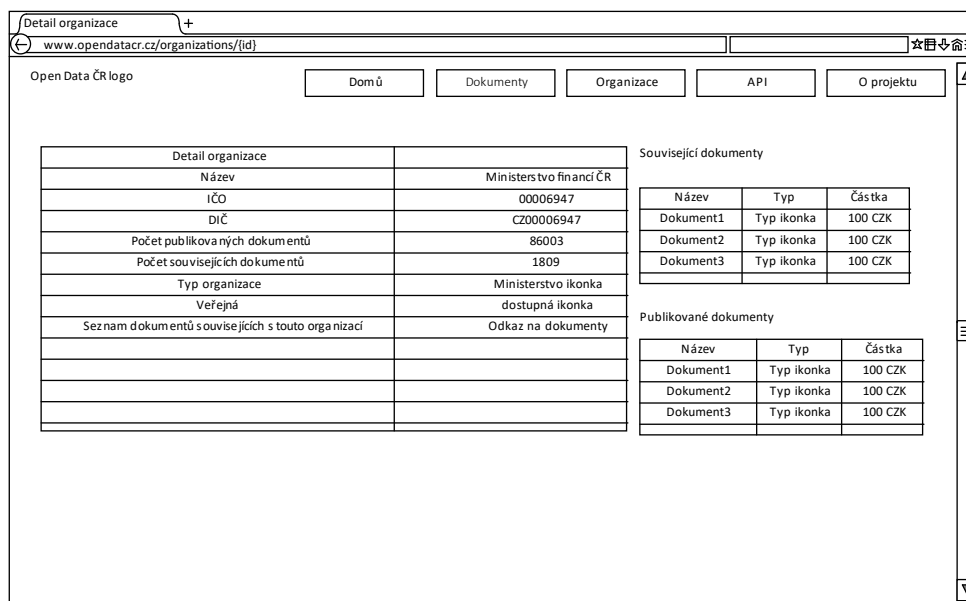 Detail organizace +
www.opendatacr.cz/organizations/{id}
Open Data ČR logo
Domů Dokumenty Organizace API O projektu
Detail organizace
Název Ministerstvo financí ČR
IČO 00006947
DIČ CZ00006947
Počet publikovaných dokumentů 86003
Počet souvisejících dokumentů 1809
Typ organizace Ministerstvo ikonka
Veřejná dostupná ikonka
Seznam dokumentů souvisejících s touto organizací Odkaz na dokumenty
Související dokumenty
Název Typ Částka
Dokument1 Typ ikonka 100 CZK
Dokument2 Typ ikonka 100 CZK
Dokument3 Typ ikonka 100 CZK
Publikované dokumenty
Název Typ Částka
Dokument1 Typ ikonka 100 CZK
Dokument2 Typ ikonka 100 CZK
Dokument3 Typ ikonka 100 CZK